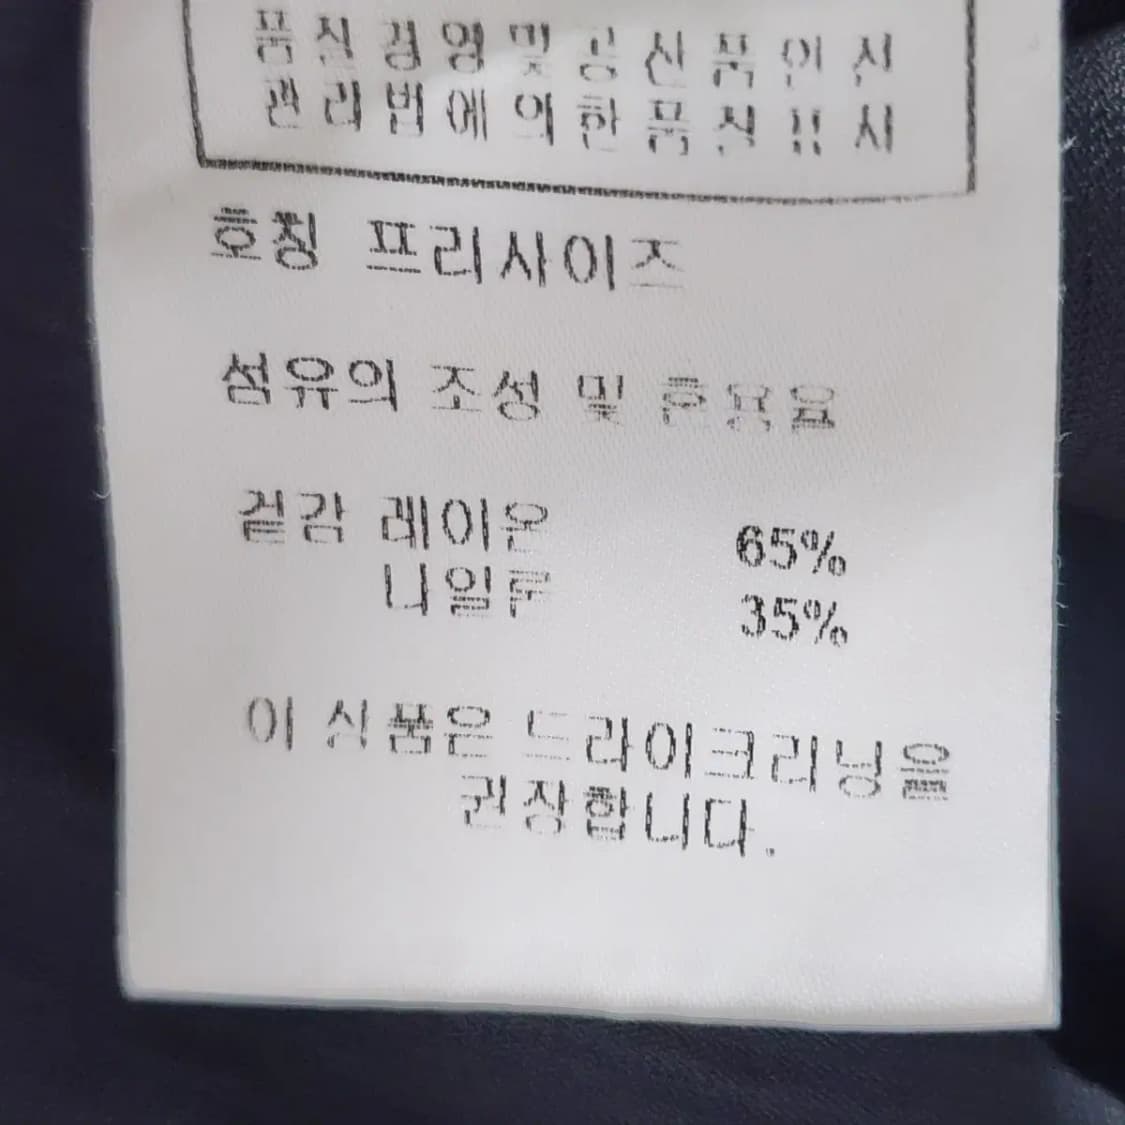 품질경영및공산품안전
관리법에의한품질표시
호칭 프리사이즈
섬유의 조성 및 혼용율
겉감 레이온 65%
나일론 35%
이 상품은 드라이크리닝을
권장합니다.